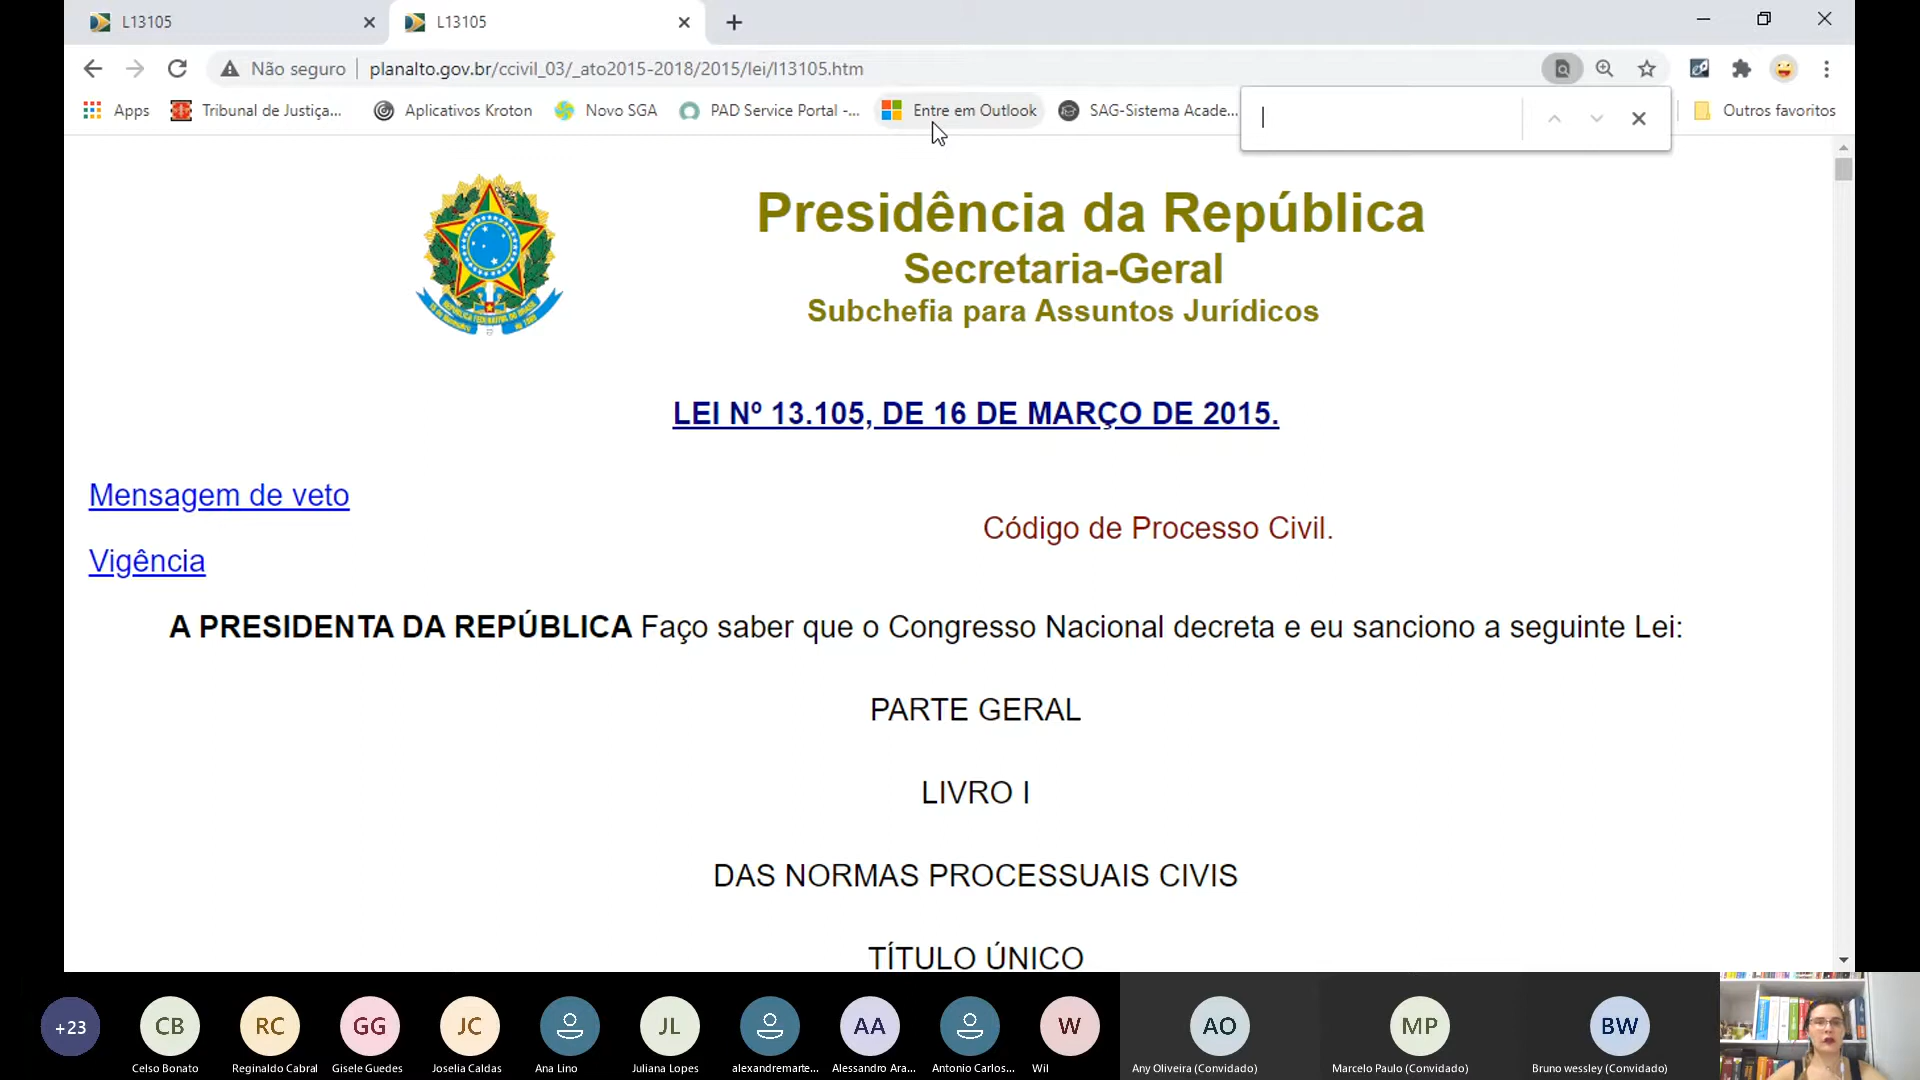 L13105
L13105
Não seguro
planalto.gov.br/ccivil_03/_ato2015-2018/2015/lei/l13105.htm
Apps
Tribunal de Justiça...
Aplicativos Kroton
Novo SGA
PAD Service Portal -...
Entre em Outlook
SAG-Sistema Acade...
Outros favoritos
Presidência da República
Secretaria-Geral
Subchefia para Assuntos Jurídicos
LEI Nº 13.105, DE 16 DE MARÇO DE 2015.
Mensagem de veto
Código de Processo Civil.
Vigência
A PRESIDENTA DA REPÚBLICA Faço saber que o Congresso Nacional decreta e eu sanciono a seguinte Lei:
PARTE GERAL
LIVRO I
DAS NORMAS PROCESSUAIS CIVIS
TÍTULO ÚNICO
+23
CB
RC
GG
JC
JL
AA
W
AO
MP
BW
Celso Bonato
Reginaldo Cabral
Gisele Guedes
Joselia Caldas
Ana Lino
Juliana Lopes
alexandremarte...
Alessandro Ara...
Antonio Carlos...
Wil
Any Oliveira (Convidado)
Marcelo Paulo (Convidado)
Bruno wessley (Convidado)